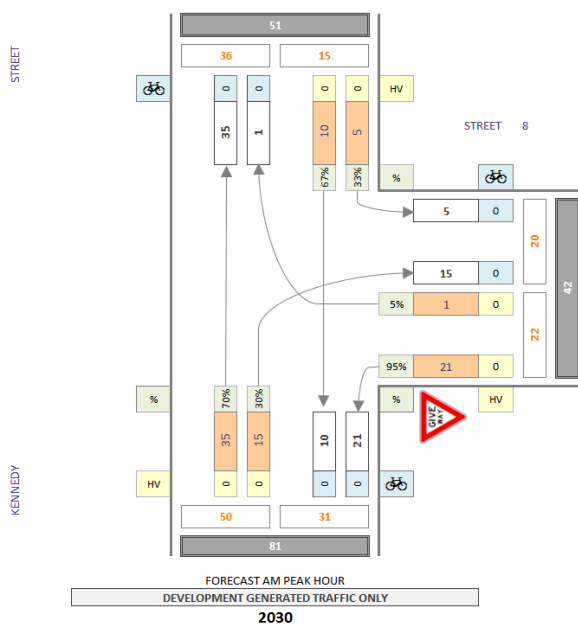 51
36 15
STREET
0 0 0 0 HV
35 1 10 5
STREET 8
67% 33% %
5 0
20
15 0
42
5% 1 0
22
95% 21 0
% 70% 30% % GIVE WAY HV
35 15 10 21
KENNEDY
HV 0 0 0 0
50 31
81
FORECAST AM PEAK HOUR
DEVELOPMENT GENERATED TRAFFIC ONLY
2030